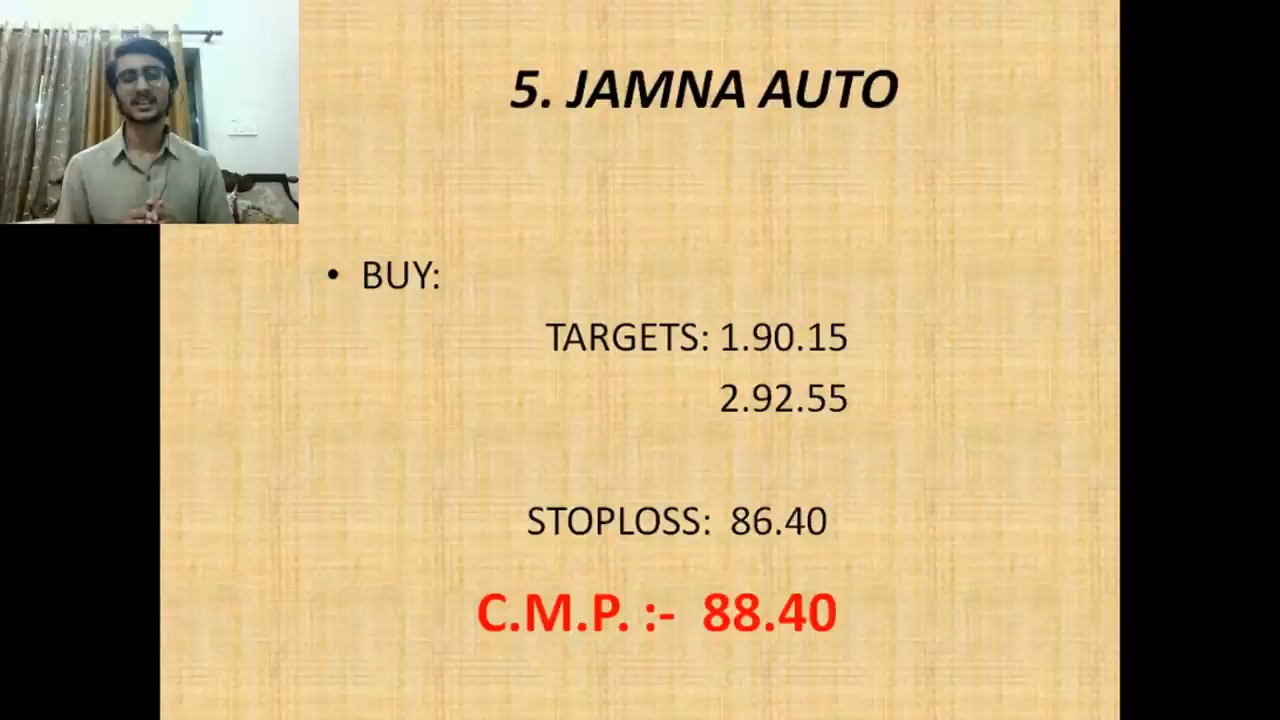 5. JAMNA AUTO
• BUY:
TARGETS: 1.90.15
2.92.55
STOPLOSS: 86.40
C.M.P. :- 88.40